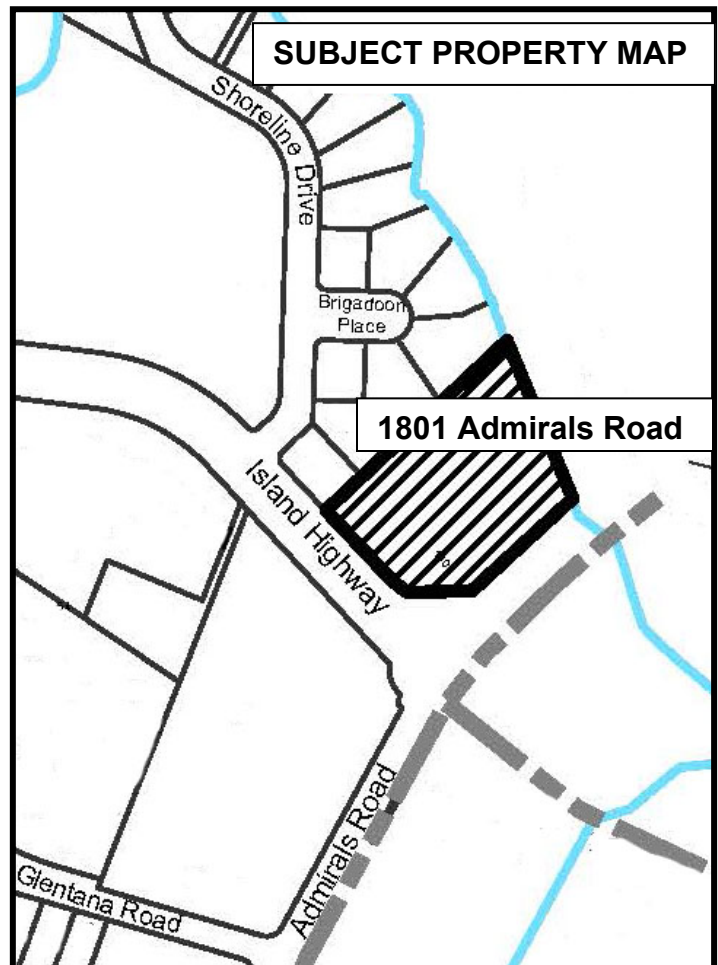 SUBJECT PROPERTY MAP
Shoreline Drive
Brigadoon
Place
1801 Admirals Road
Island Highway
Admirals Road
Glentana Road